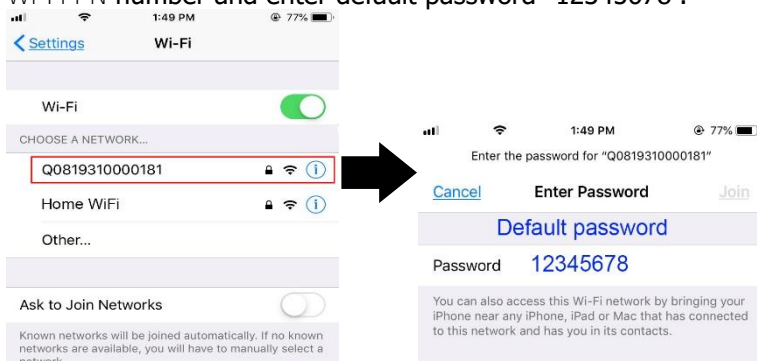 number and enter default password "12345678".
1:49 PM
77%
Settings
Wi-Fi
Wi-Fi
CHOOSE A NETWORK...
Q0819310000181
Home WiFi
Other...
Ask to Join Networks
Known networks will be joined automatically. If no known
networks are available, you will have to manually select a
network.
1:49 PM
77%
Enter the password for "Q0819310000181"
Cancel
Enter Password
Join
Default password
Password
12345678
You can also access this Wi-Fi network by bringing your
iPhone near any iPhone, iPad or Mac that has connected
to this network and has you in its contacts.